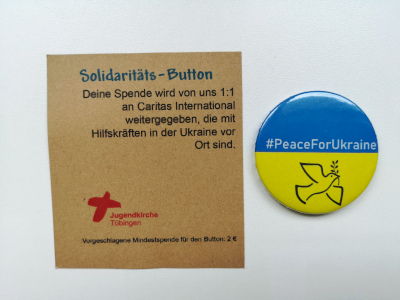 Solidaritäts-Button
Deine Spende wird von uns 1:1
an Caritas International
weitergegeben, die mit
Hilfskräften in der Ukraine vor
Ort sind.
Jugendkirche
Tübingen
Vorgeschlagene Mindestspende für den Button: 2 €
#PeaceForUkraine